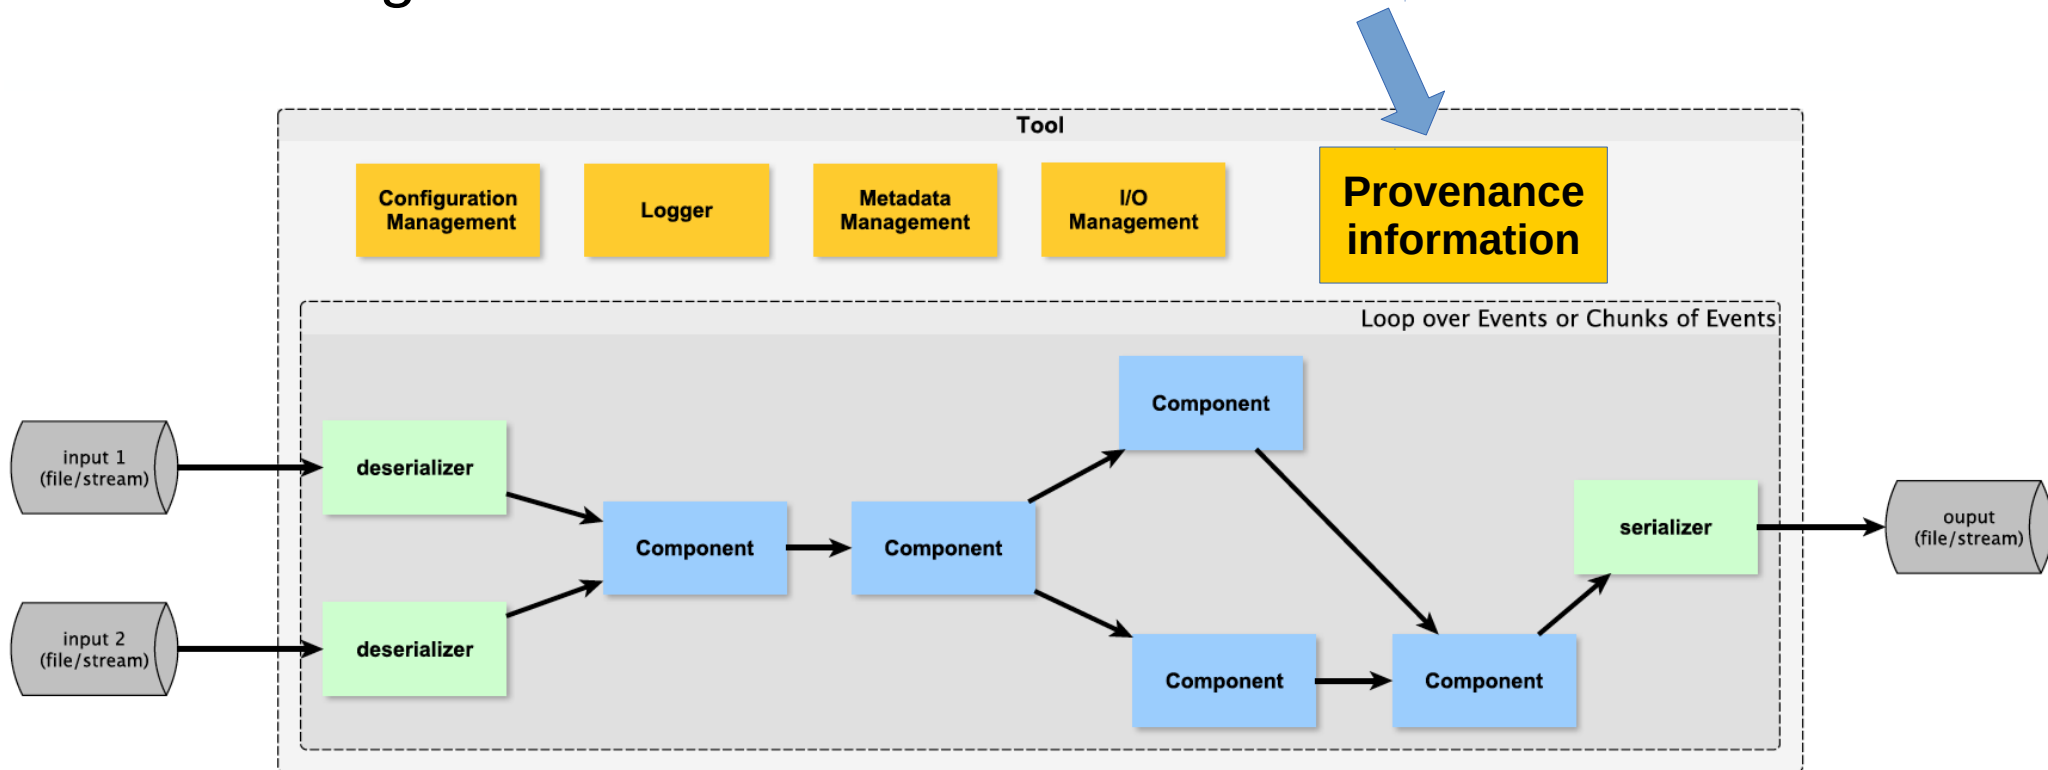 Tool
Configuration
Management
Logger
Metadata
Management
I/O
Management
Provenance
information
Loop over Events or Chunks of Events
Component
input 1
(file/stream)
deserializer
Component
Component
serializer
ouput
(file/stream)
input 2
(file/stream)
deserializer
Component
Component